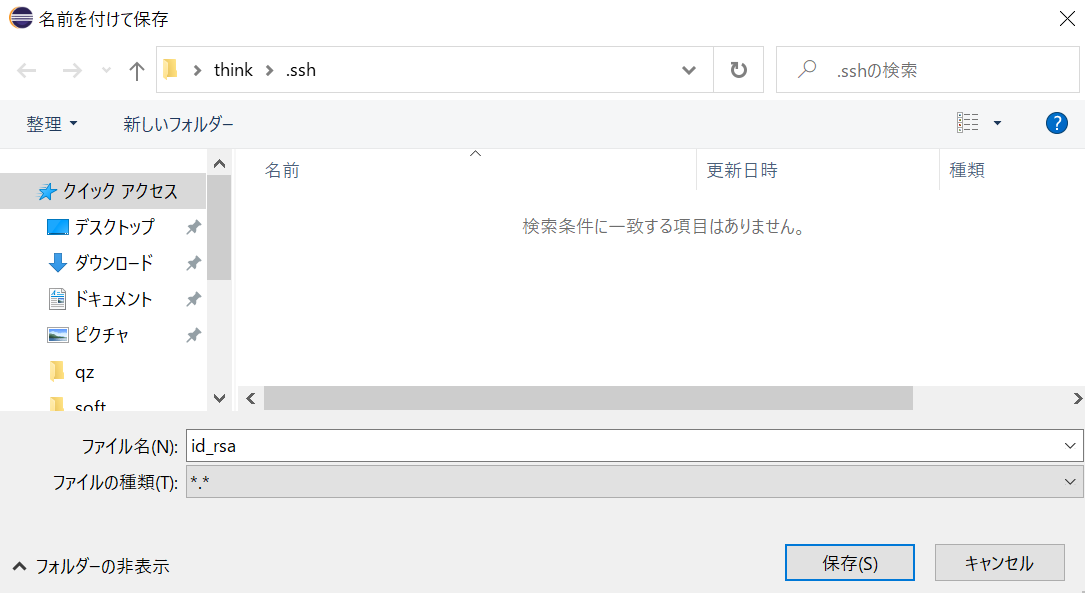 名前を付けて保存
think .ssh
.sshの検索
整理 新しいフォルダー
?
名前 更新日時 種類
検索条件に一致する項目はありません。
クイック アクセス
デスクトップ
ダウンロード
ドキュメント
ピクチャ
qz
soft
ファイル名(N): id_rsa
ファイルの種類(T): *.*
フォルダーの非表示
保存(S) キャンセル